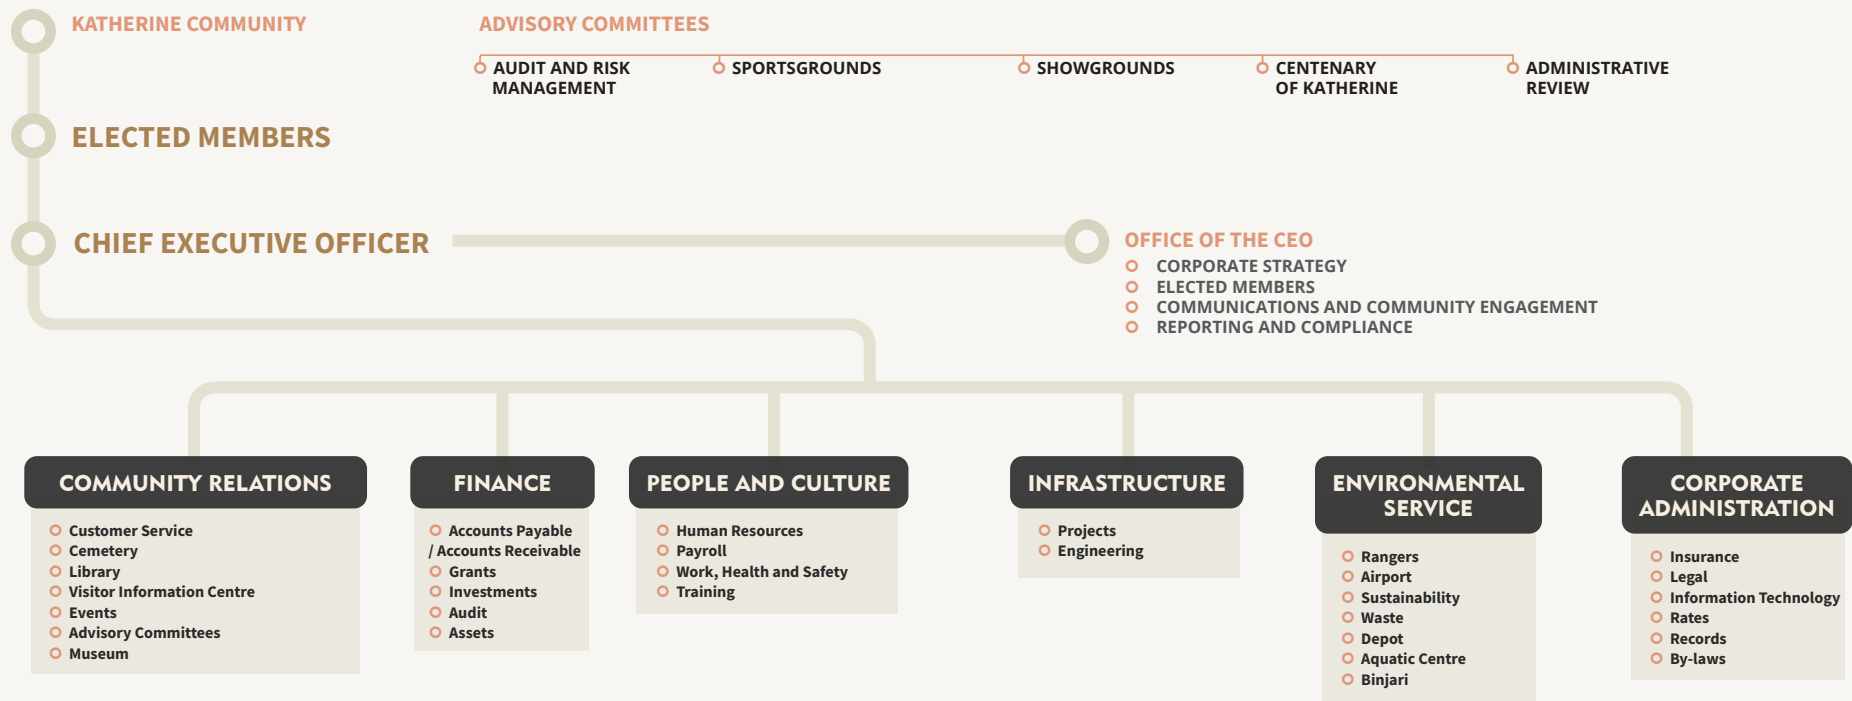 KATHERINE COMMUNITY
ADVISORY COMMITTEES
AUDIT AND RISK
MANAGEMENT
SPORTSGROUNDS
SHOWGROUNDS
CENTENARY
OF KATHERINE
ADMINISTRATIVE
REVIEW
ELECTED MEMBERS
CHIEF EXECUTIVE OFFICER
OFFICE OF THE CEO
CORPORATE STRATEGY
ELECTED MEMBERS
COMMUNICATIONS AND COMMUNITY ENGAGEMENT
REPORTING AND COMPLIANCE
COMMUNITY RELATIONS
Customer Service
Cemetery
Library
Visitor Information Centre
Events
Advisory Committees
Museum
FINANCE
Accounts Payable
/ Accounts Receivable
Grants
Investments
Audit
Assets
PEOPLE AND CULTURE
Human Resources
Payroll
Work, Health and Safety
Training
INFRASTRUCTURE
Projects
Engineering
ENVIRONMENTAL
SERVICE
Rangers
Airport
Sustainability
Waste
Depot
Aquatic Centre
Binjari
CORPORATE
ADMINISTRATION
Insurance
Legal
Information Technology
Rates
Records
By-laws